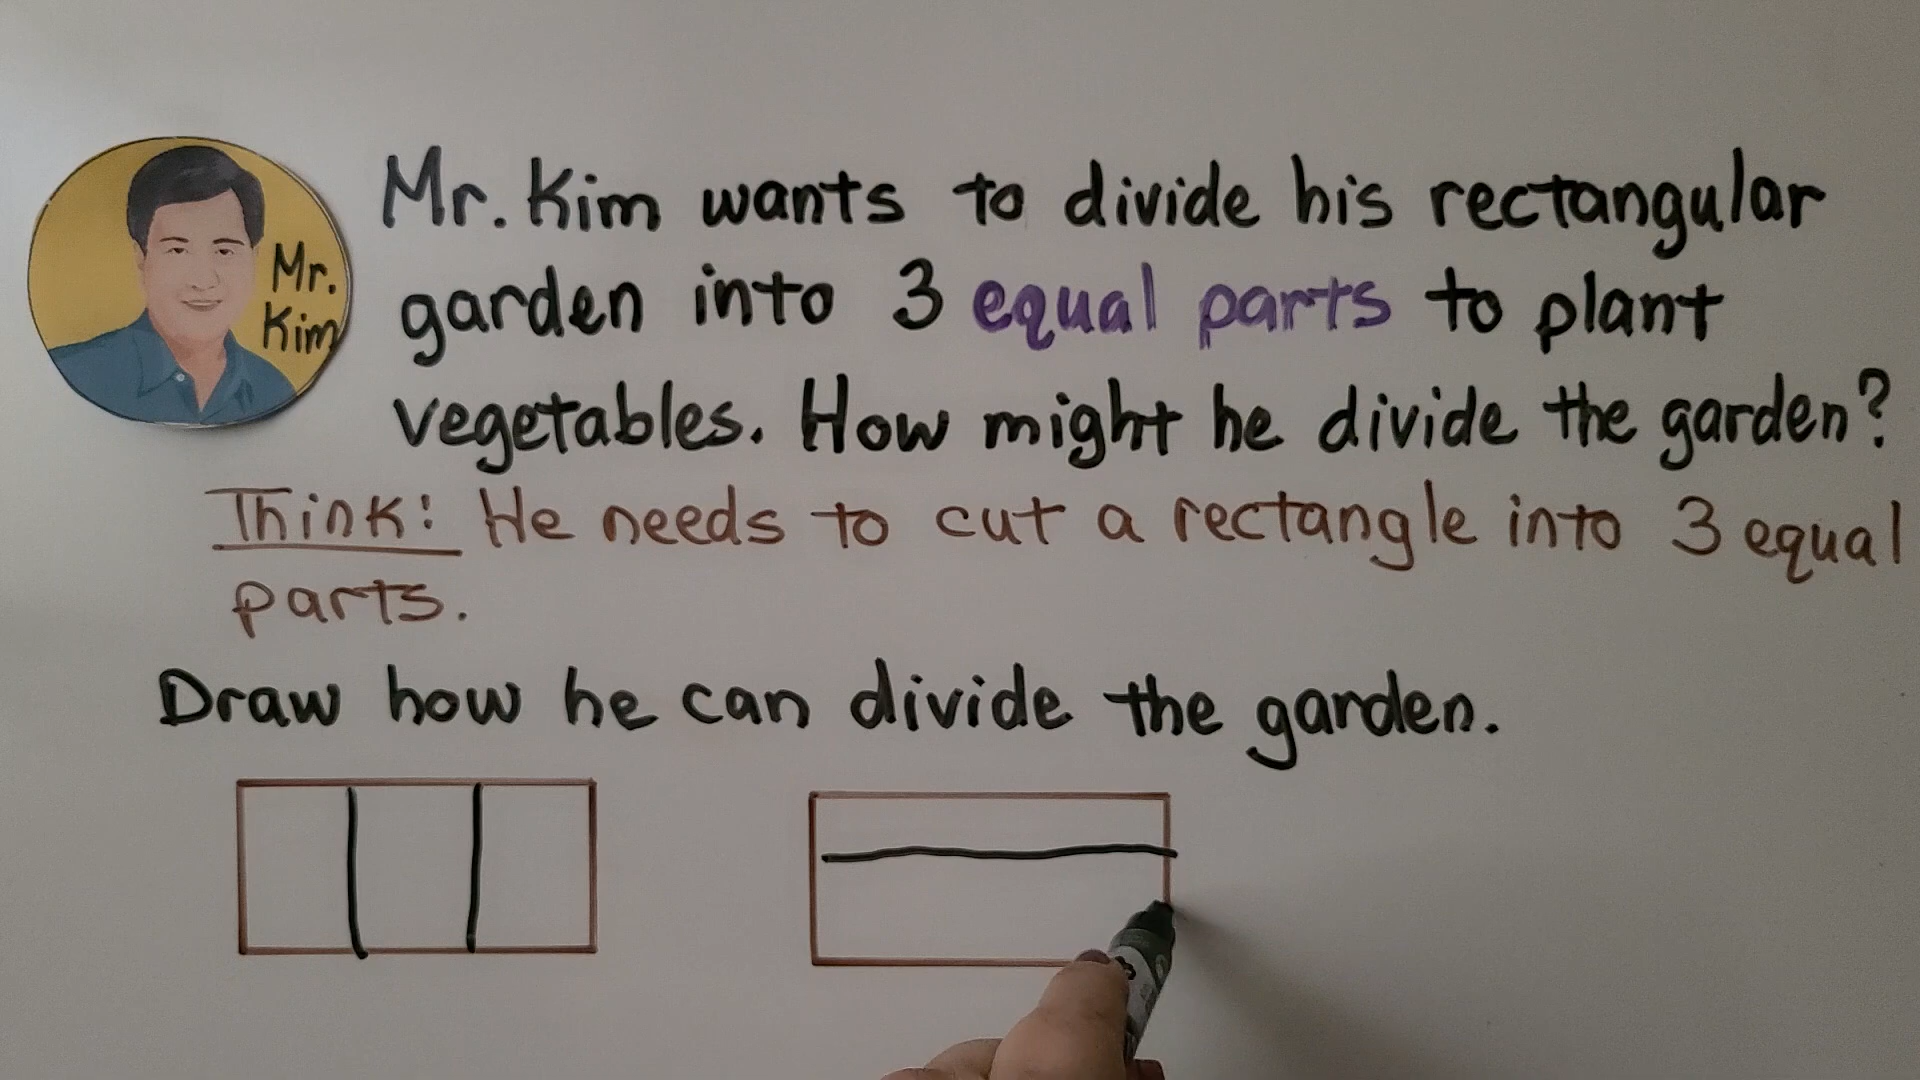 Mr.
Kim
Mr. Kim wants to divide his rectangular
garden into 3 equal parts to plant
vegetables. How might he divide the garden?
Think: He needs to cut a rectangle into 3 equal
parts.
Draw how he can divide the garden.